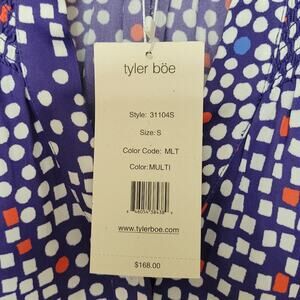 tyler böe
Style: 31104S
Size: S
Color Code: MLT
Color: MULTI
www.tylerboe.com
$168.00